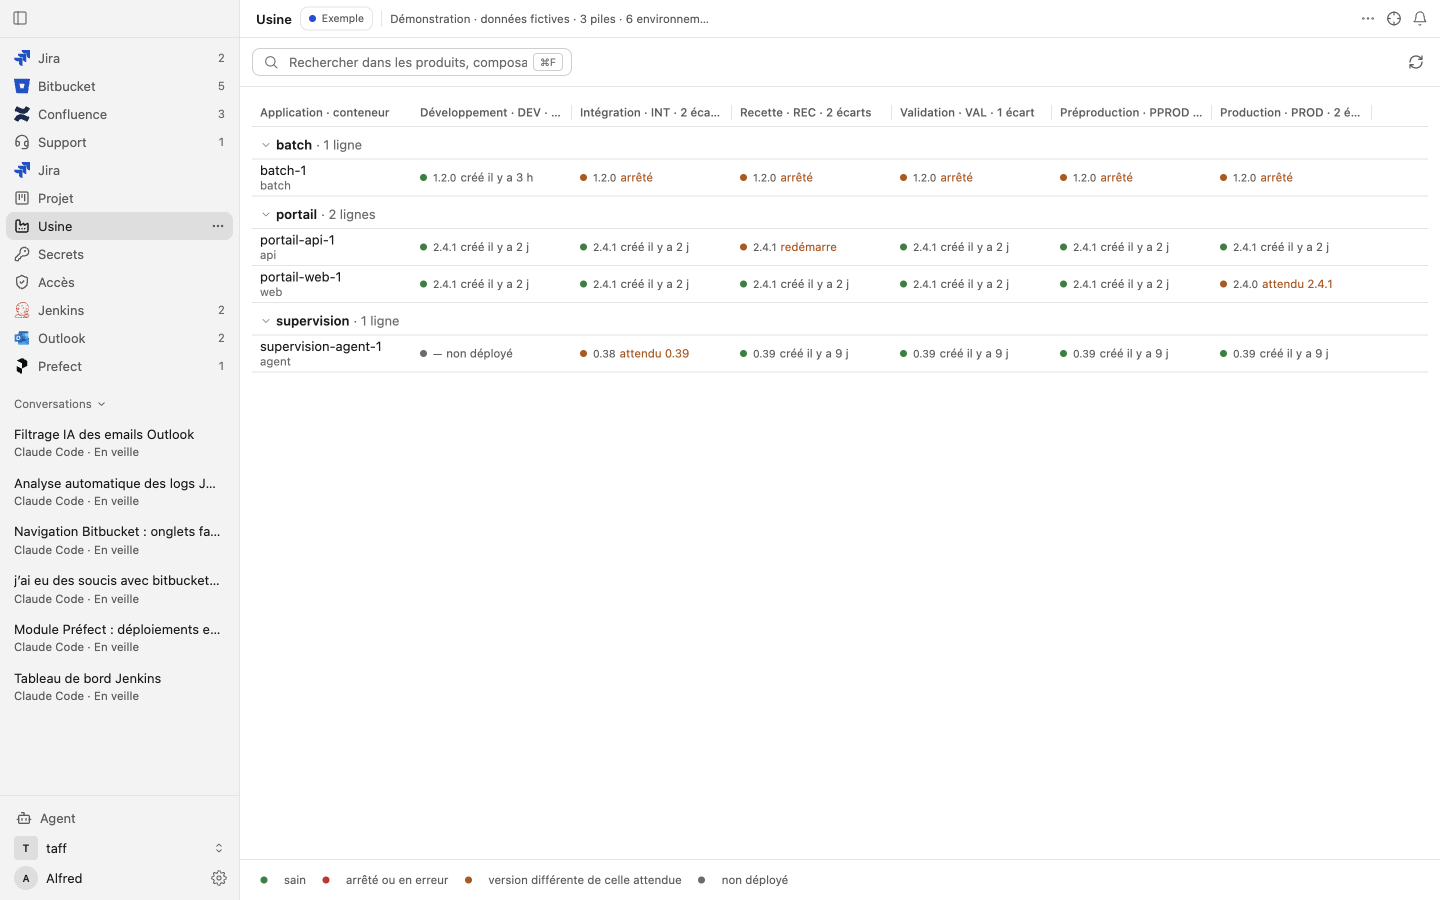 Usine
Exemple
Démonstration · données fictives · 3 piles · 6 environnem…
Jira 2
Bitbucket 5
Confluence 3
Support 1
Jira
Projet
Usine
Secrets
Accès
Jenkins 2
Outlook 2
Prefect 1
Conversations
Filtrage IA des emails Outlook
Claude Code · En veille
Analyse automatique des logs J…
Claude Code · En veille
Navigation Bitbucket : onglets fa…
Claude Code · En veille
j’ai eu des soucis avec bitbucket…
Claude Code · En veille
Module Préfect : déploiements e…
Claude Code · En veille
Tableau de bord Jenkins
Claude Code · En veille
Agent
T taff
A Alfred
Rechercher dans les produits, composa ⌘F
Application · conteneur Développement · DEV · … Intégration · INT · 2 éca… Recette · REC · 2 écarts Validation · VAL · 1 écart Préproduction · PPROD … Production · PROD · 2 é…
batch · 1 ligne
batch-1 1.2.0 créé il y a 3 h 1.2.0 arrêté 1.2.0 arrêté 1.2.0 arrêté 1.2.0 arrêté 1.2.0 arrêté
batch
portail · 2 lignes
portail-api-1 2.4.1 créé il y a 2 j 2.4.1 créé il y a 2 j 2.4.1 redémarre 2.4.1 créé il y a 2 j 2.4.1 créé il y a 2 j 2.4.1 créé il y a 2 j
api
portail-web-1 2.4.1 créé il y a 2 j 2.4.1 créé il y a 2 j 2.4.1 créé il y a 2 j 2.4.1 créé il y a 2 j 2.4.1 créé il y a 2 j 2.4.0 attendu 2.4.1
web
supervision · 1 ligne
supervision-agent-1 — non déployé 0.38 attendu 0.39 0.39 créé il y a 9 j 0.39 créé il y a 9 j 0.39 créé il y a 9 j 0.39 créé il y a 9 j
agent
sain arrêté ou en erreur version différente de celle attendue non déployé